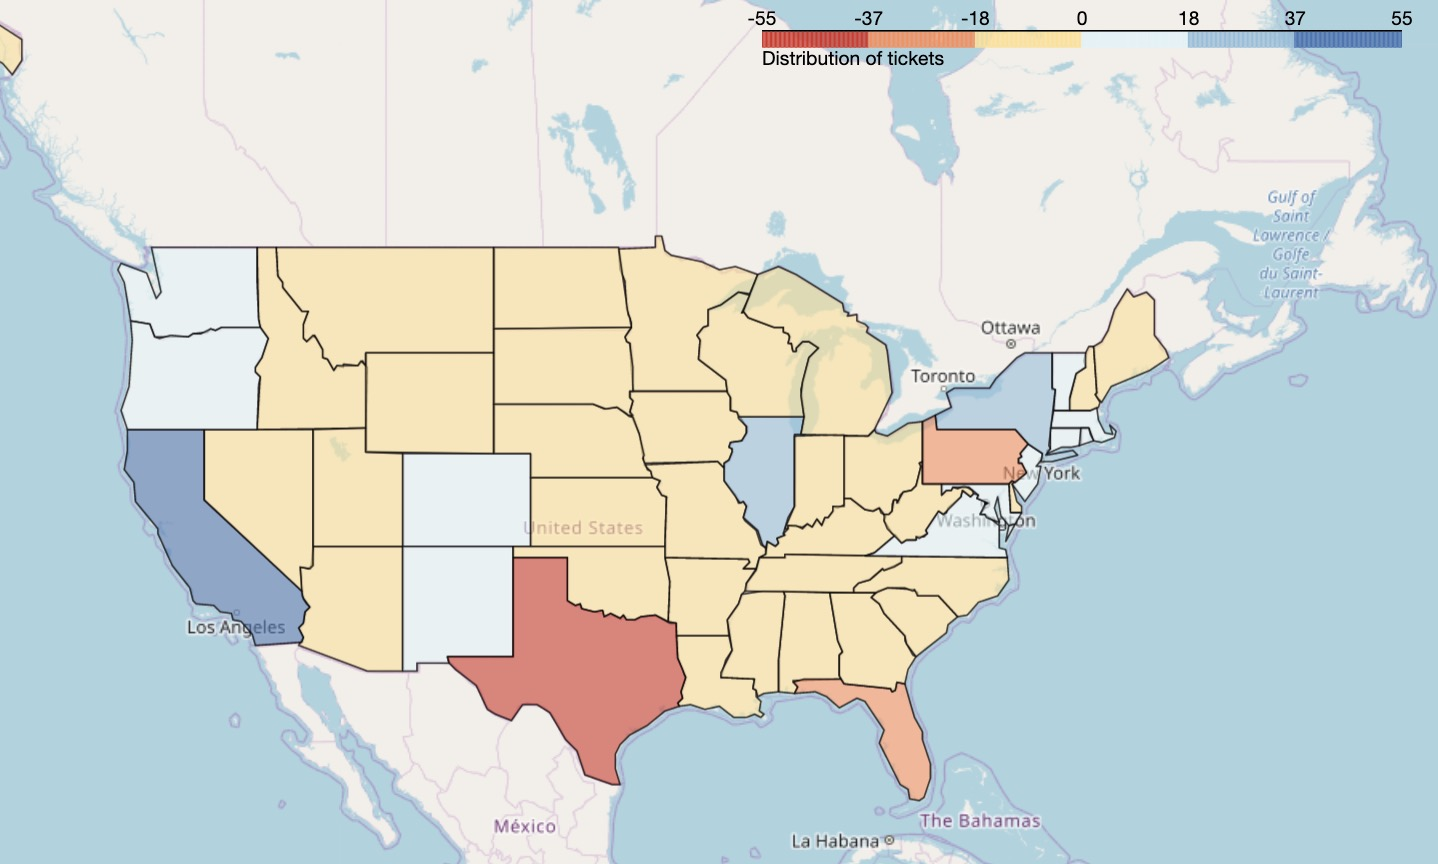 -55 -37 -18 0 18 37 55
Distribution of tickets
Gulf of
Saint
Lawrence /
Golfe
du Saint-
Laurent
Ottawa
Toronto
New York
United States
Washington
Los Angeles
México
The Bahamas
La Habana